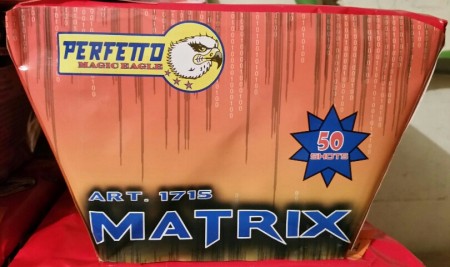 PERFETTO
MAGIC EAGLE
50
SHOTS
ART. 1715
MATRIX